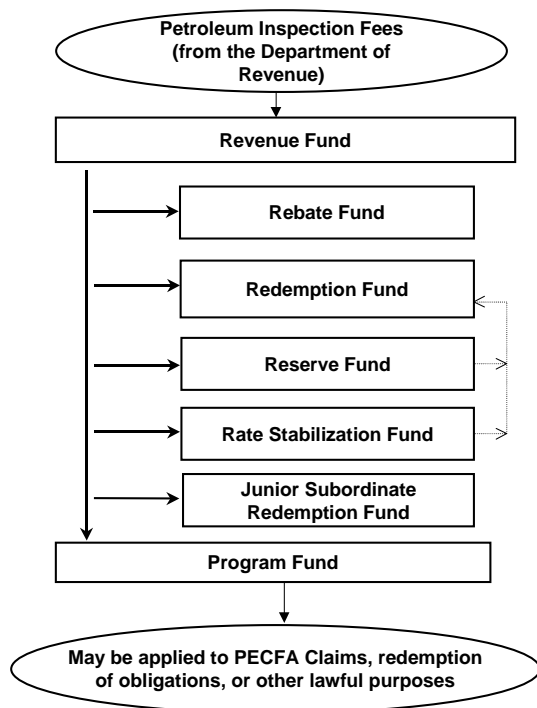 Petroleum Inspection Fees
(from the Department of
Revenue)
Revenue Fund
Rebate Fund
Redemption Fund
Reserve Fund
Rate Stabilization Fund
Junior Subordinate
Redemption Fund
Program Fund
May be applied to PECFA Claims, redemption
of obligations, or other lawful purposes